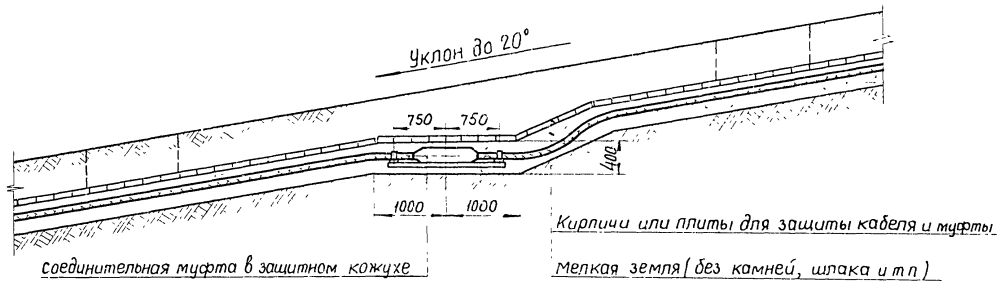 Уклон до 20°
750 750
400
1000 1000
Кирпичи или плиты для защиты кабеля и муфты
Соединительная муфта в защитном кожухе
Мелкая земля (без камней, шлака и т п)